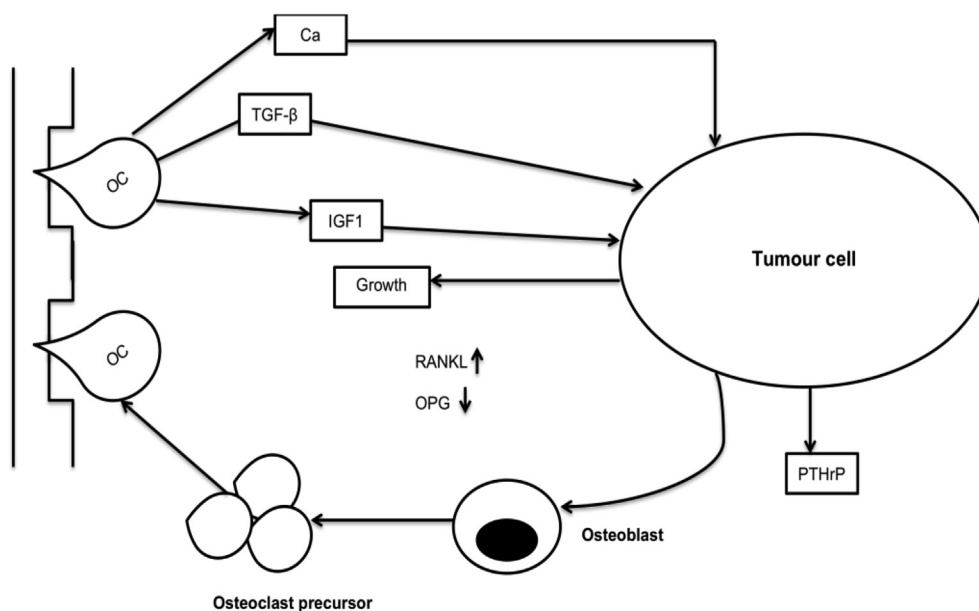 Ca
TGF-β
OC
IGF1
Tumour cell
Growth
OC
RANKL
OPG
PTHrP
Osteoblast
Osteoclast precursor